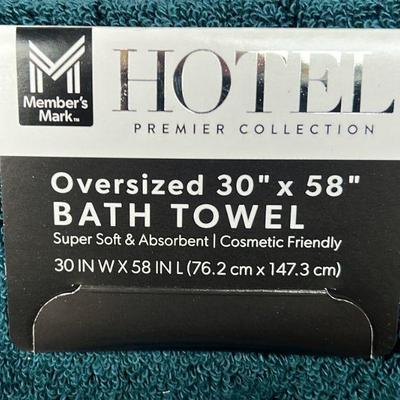 HOTEL
Member's
Mark™
PREMIER COLLECTION
Oversized 30" x 58"
BATH TOWEL
Super Soft & Absorbent | Cosmetic Friendly
30 IN W X 58 IN L (76.2 cm x 147.3 cm)